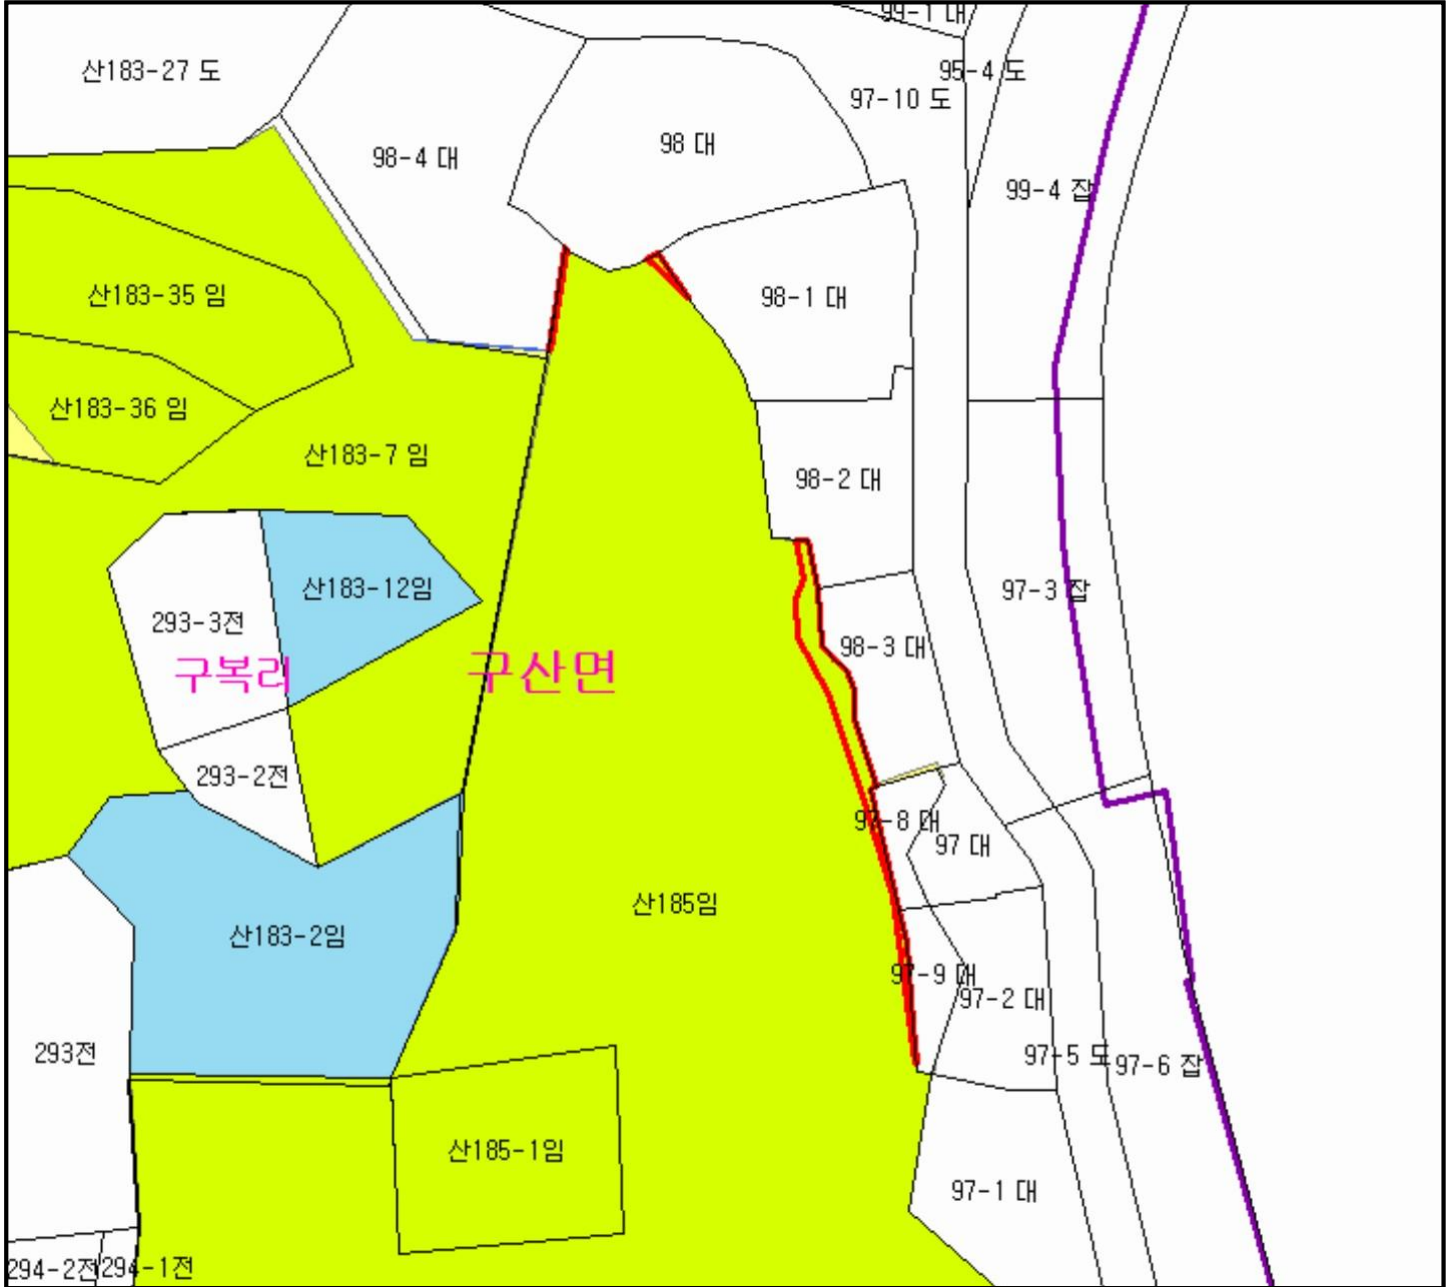 99-1 대
산183-27 도
95-4 도
97-10 도
98 대
98-4 대
99-4 잡
산183-35 임
98-1 대
산183-36 임
산183-7 임
98-2 대
산183-12임
97-3 잡
293-3전
98-3 대
구복리
구산면
293-2전
97-8 대
97 대
산185임
산183-2임
97-9 대
97-2 대
293전
97-5 도
97-6 잡
산185-1임
97-1 대
294-2전
294-1전